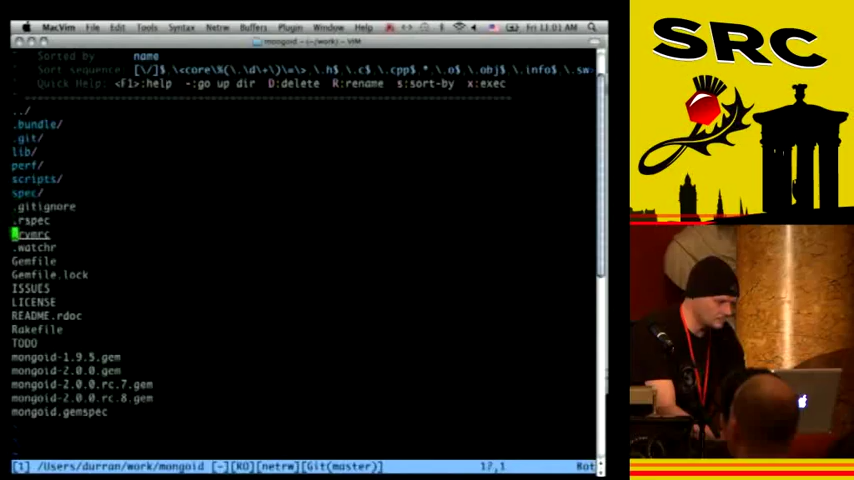 MacVim File Edit Tools Syntax Netrw Buffers Plugin Window Help Fri 11:01 AM
mongoid - (~/work) - VIM
Sorted by name
Sort sequence: [\/]$,\<core\%(\.\d\+\)\=\>,\.h$,\.c$,\.cpp$,*,\.o$,\.obj$,\.info$,\.sw
Quick Help: <F1>:help -:go up dir D:delete R:rename s:sort-by x:exec
../
.bundle/
.git/
lib/
perf/
scripts/
spec/
.gitignore
.rspec
.rvmrc
.watchr
Gemfile
Gemfile.lock
ISSUES
LICENSE
README.rdoc
Rakefile
TODO
mongoid-1.9.5.gem
mongoid-2.0.0.gem
mongoid-2.0.0.rc.7.gem
mongoid-2.0.0.rc.8.gem
mongoid.gemspec
[1] /Users/durran/work/mongoid [-][RO][netrw][Git(master)] 17,1 Bot
SRC